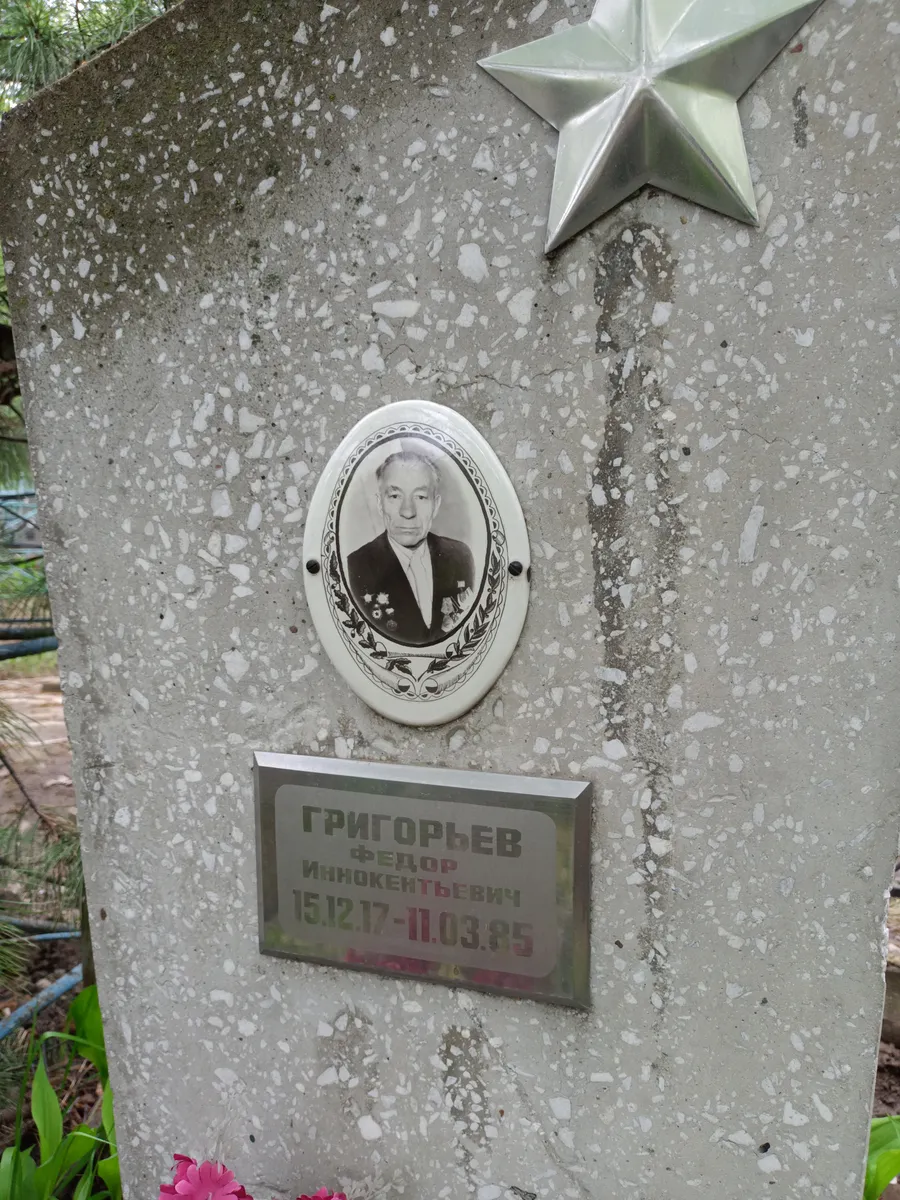 ГРИГОРЬЕВ
ФЕДОР
ИННОКЕНТЬЕВИЧ
15.12.17-11.03.85